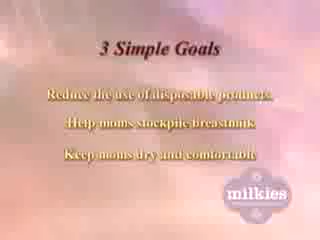 3 Simple Goals
Reduce the use of disposable products.
Help moms stockpile breastmilk
Keep moms dry and comfortable
milkies